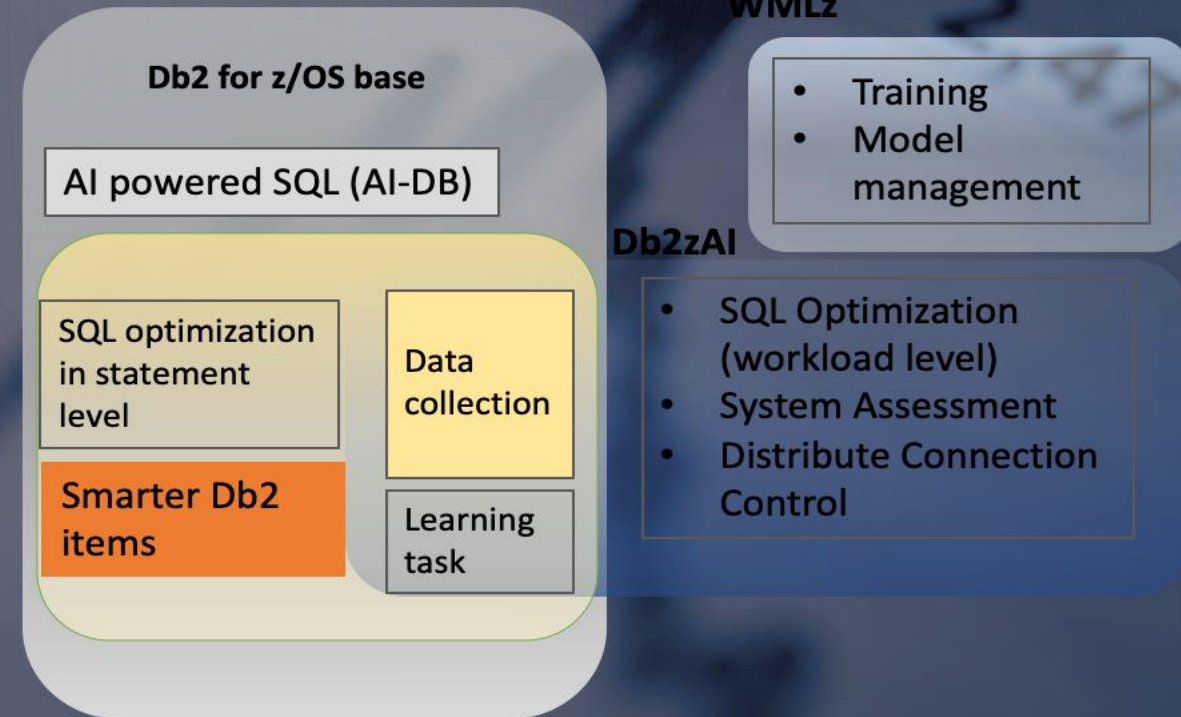 WMLz
Db2 for z/OS base
AI powered SQL (AI-DB)
SQL optimization
in statement
level
Smarter Db2
items
Data
collection
Learning
task
• Training
• Model
management
Db2zAI
• SQL Optimization
(workload level)
• System Assessment
• Distribute Connection
Control